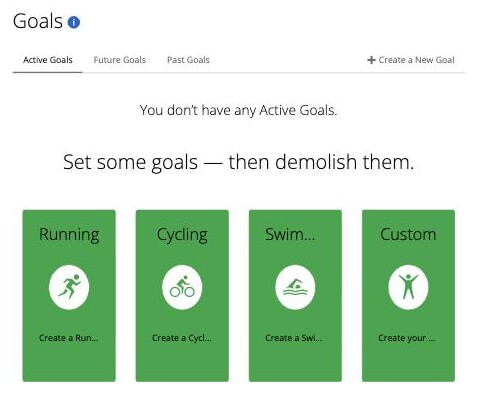 Goals i
Active Goals Future Goals Past Goals + Create a New Goal
You don't have any Active Goals.
Set some goals — then demolish them.
Running Cycling Swim... Custom
Create a Run... Create a Cycl... Create a Swi... Create your ...